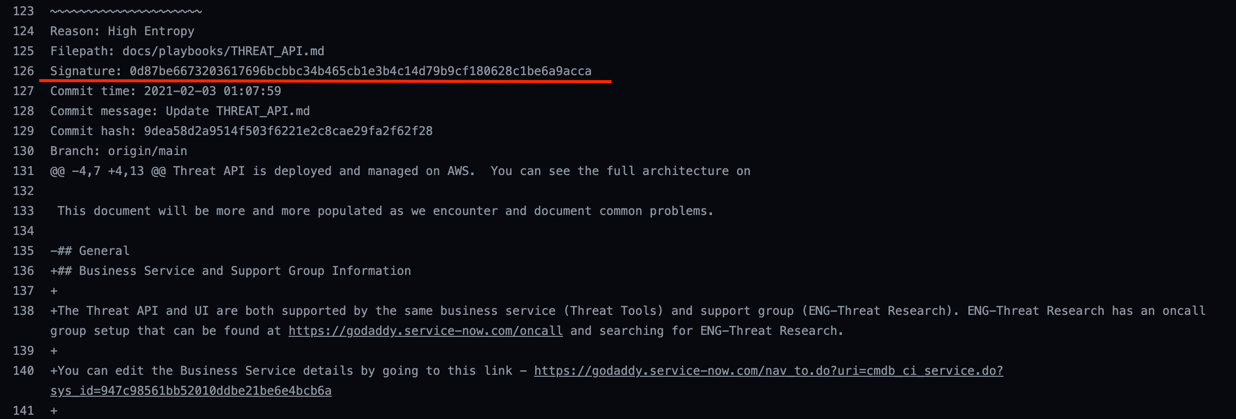 123 ~~~~~~~~~~~~~~~~~~~~~
124 Reason: High Entropy
125 Filepath: docs/playbooks/THREAT_API.md
126 Signature: 0d87be6673203617696bcbbc34b465cb1e3b4c14d79b9cf180628c1be6a9acca
127 Commit time: 2021-02-03 01:07:59
128 Commit message: Update THREAT_API.md
129 Commit hash: 9dea58d2a9514f503f6221e2c8cae29fa2f62f28
130 Branch: origin/main
131 @@ -4,7 +4,13 @@ Threat API is deployed and managed on AWS.  You can see the full architecture on
132
133  This document will be more and more populated as we encounter and document common problems.
134
135 -## General
136 +## Business Service and Support Group Information
137 +
138 +The Threat API and UI are both supported by the same business service (Threat Tools) and support group (ENG-Threat Research). ENG-Threat Research has an oncall
group setup that can be found at https://godaddy.service-now.com/oncall and searching for ENG-Threat Research.
139 +
140 +You can edit the Business Service details by going to this link - https://godaddy.service-now.com/nav_to.do?uri=cmdb_ci_service.do?
sys_id=947c98561bb52010ddbe21be6e4bcb6a
141 +